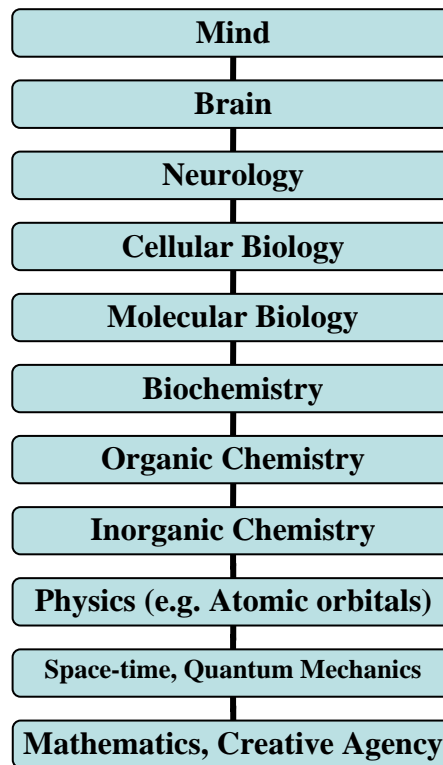 Mind
Brain
Neurology
Cellular Biology
Molecular Biology
Biochemistry
Organic Chemistry
Inorganic Chemistry
Physics (e.g. Atomic orbitals)
Space-time, Quantum Mechanics
Mathematics, Creative Agency